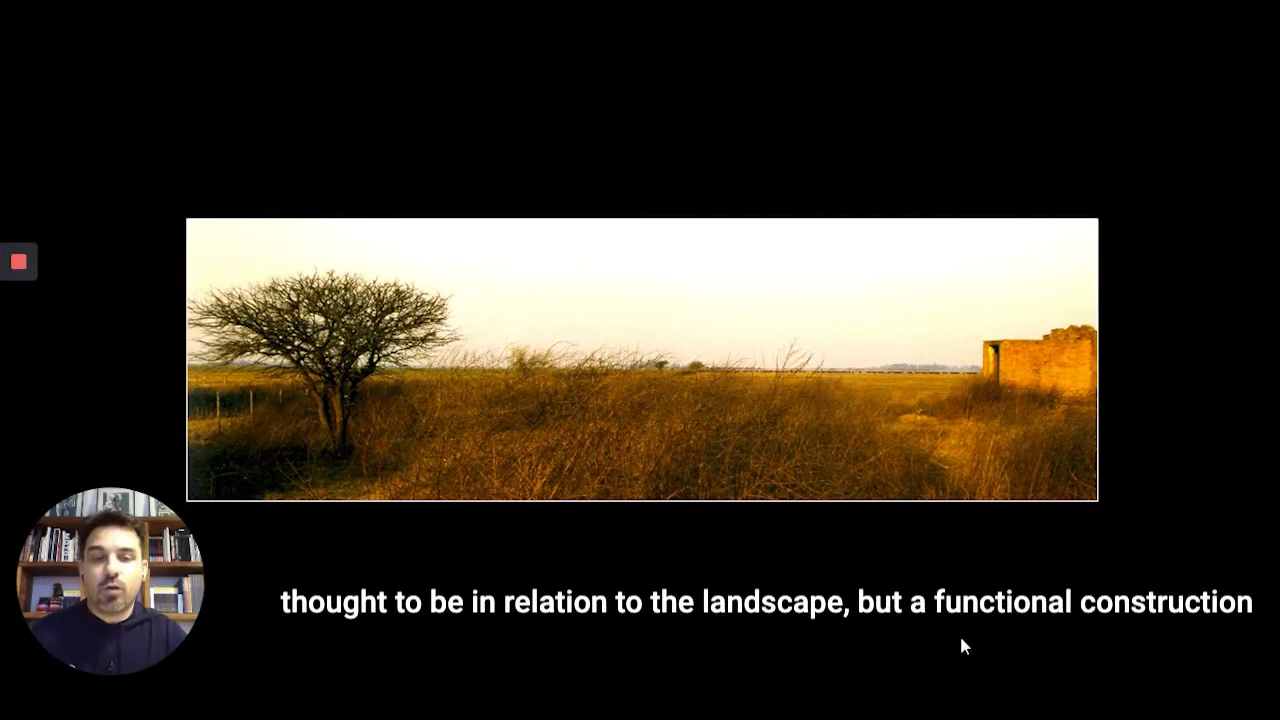 thought to be in relation to the landscape, but a functional construction